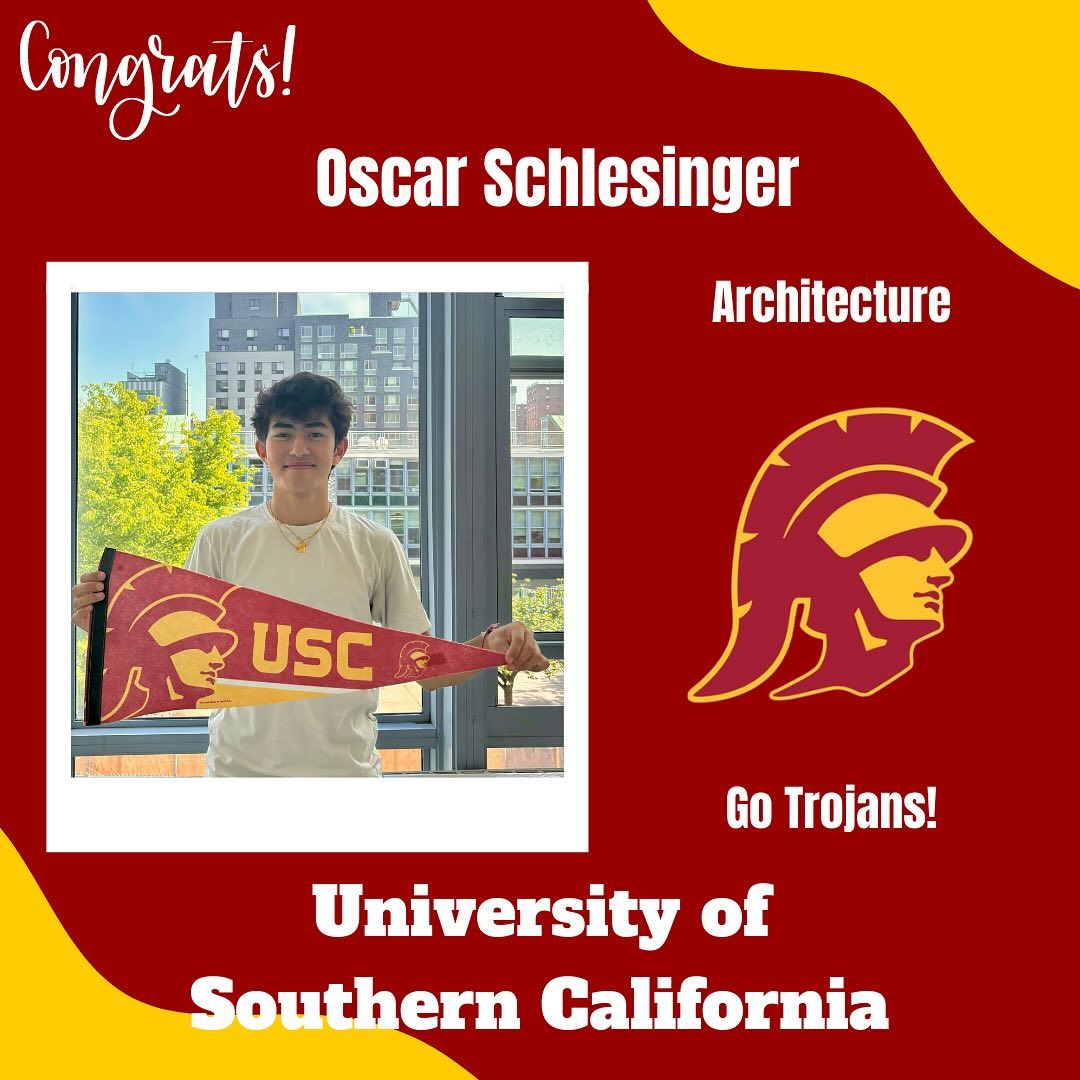 Congrats!
Oscar Schlesinger
Architecture
USC
Go Trojans!
University of
Southern California